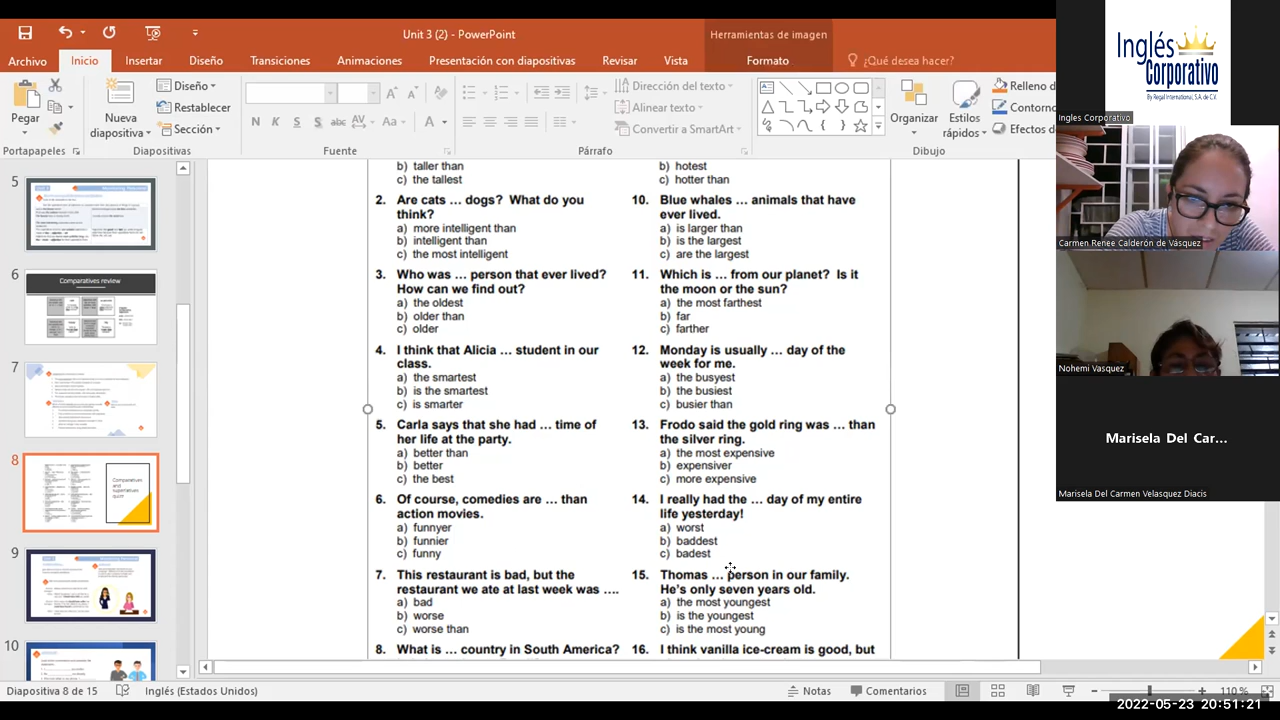 Unit 3 (2) - PowerPoint
Herramientas de imagen
Archivo
Inicio
Insertar
Diseño
Transiciones
Animaciones
Presentación con diapositivas
Revisar
Vista
Formato
¿Qué desea hacer?
Pegar
Nueva
diapositiva
Diseño
Restablecer
Sección
Dirección del texto
Alinear texto
Convertir a SmartArt
Organizar
Estilos
rápidos
Relleno d
Contorno
Efectos d
Portapapeles
Diapositivas
Fuente
Párrafo
Dibujo
5
6
Comparatives review
7
8
Comparatives
and
superlatives
quizz
9
10
b) taller than
c) the tallest
2. Are cats … dogs? What do you
think?
a) more intelligent than
b) intelligent than
c) the most intelligent
3. Who was … person that ever lived?
How can we find out?
a) the oldest
b) older than
c) older
4. I think that Alicia … student in our
class.
a) the smartest
b) is the smartest
c) is smarter
5. Carla says that she had … time of
her life at the party.
a) better than
b) better
c) the best
6. Of course, comedies are … than
action movies.
a) funnyer
b) funnier
c) funny
7. This restaurant is bad, but the
restaurant we ate at last week was ….
a) bad
b) worse
c) worse than
8. What is … country in South America?
b) hotest
c) hotter than
10. Blue whales … animals that have
ever lived.
a) is larger than
b) is the largest
c) are the largest
11. Which is … from our planet? Is it
the moon or the sun?
a) the most farthest
b) far
c) farther
12. Monday is usually … day of the
week for me.
a) the busyest
b) the busiest
c) busier than
13. Frodo said the gold ring was … than
the silver ring.
a) the most expensive
b) expensiver
c) more expensive
14. I really had the … day of my entire
life yesterday!
a) worst
b) baddest
c) badest
15. Thomas … person in our family.
He's only seven years old.
a) the most youngest
b) is the youngest
c) is the most young
16. I think vanilla ice-cream is good, but
Inglés
Corporativo
By Regal International, S.A. de C.V.
Ingles Corporativo
Carmen Renee Calderón de Vásquez
Nohemi Vasquez
Marisela Del Car...
Marisela Del Carmen Velasquez Diacis
Diapositiva 8 de 15
Inglés (Estados Unidos)
Notas
Comentarios
110 %
2022-05-23 20:51:21